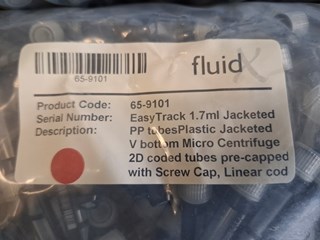 65-9101
fluidX
Product Code: 65-9101
Serial Number: EasyTrack 1.7ml Jacketed
Description: PP tubesPlastic Jacketed
V bottom Micro Centrifuge
2D coded tubes pre-capped
with Screw Cap, Linear cod